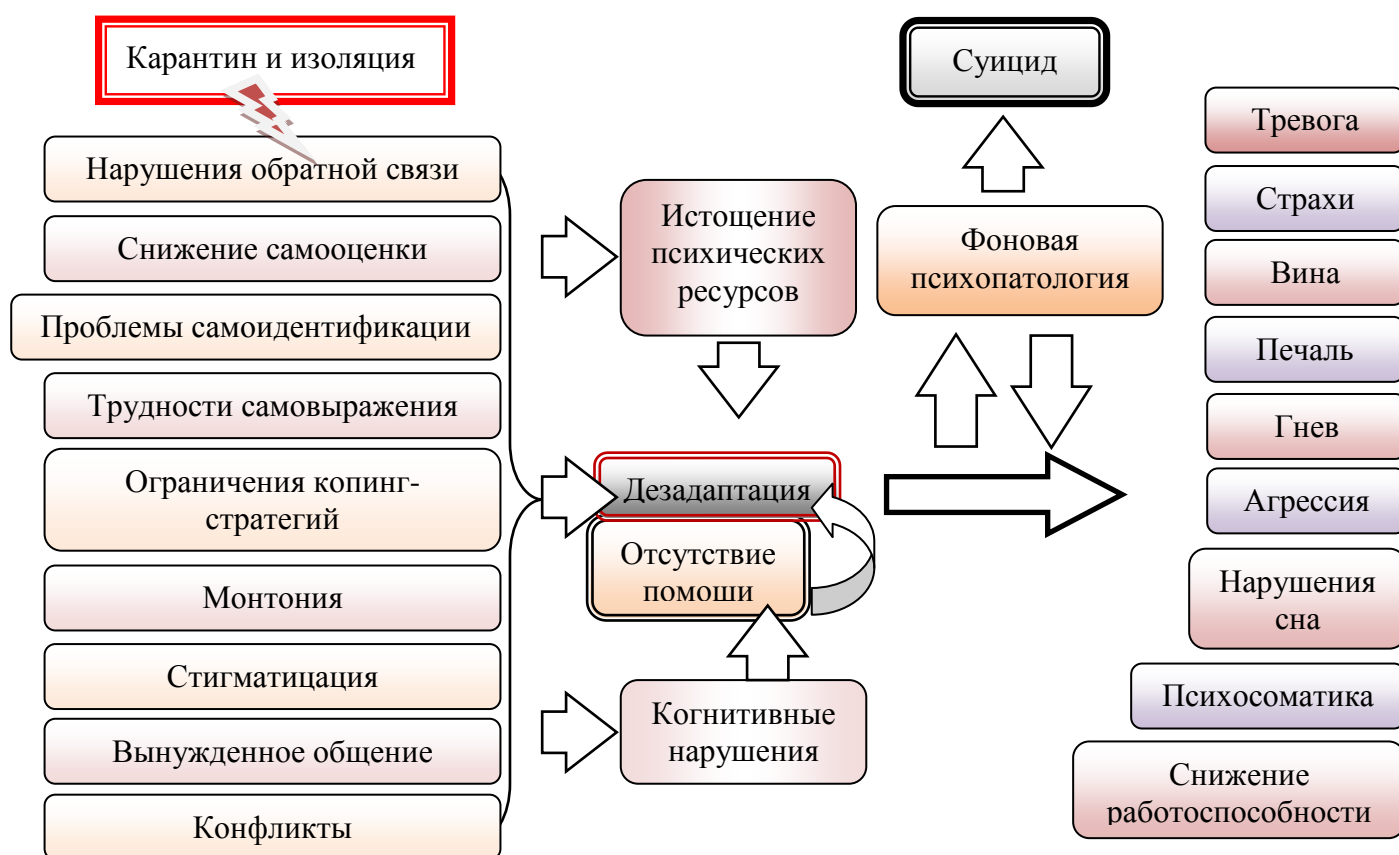 Карантин и изоляция
Нарушения обратной связи
Снижение самооценки
Проблемы самоидентификации
Трудности самовыражения
Ограничения копинг-
стратегий
Монтония
Стигматицация
Вынужденное общение
Конфликты
Истощение
психических
ресурсов
Дезадаптация
Отсутствие
помоши
Когнитивные
нарушения
Суицид
Фоновая
психопатология
Тревога
Страхи
Вина
Печаль
Гнев
Агрессия
Нарушения
сна
Психосоматика
Снижение
работоспособности